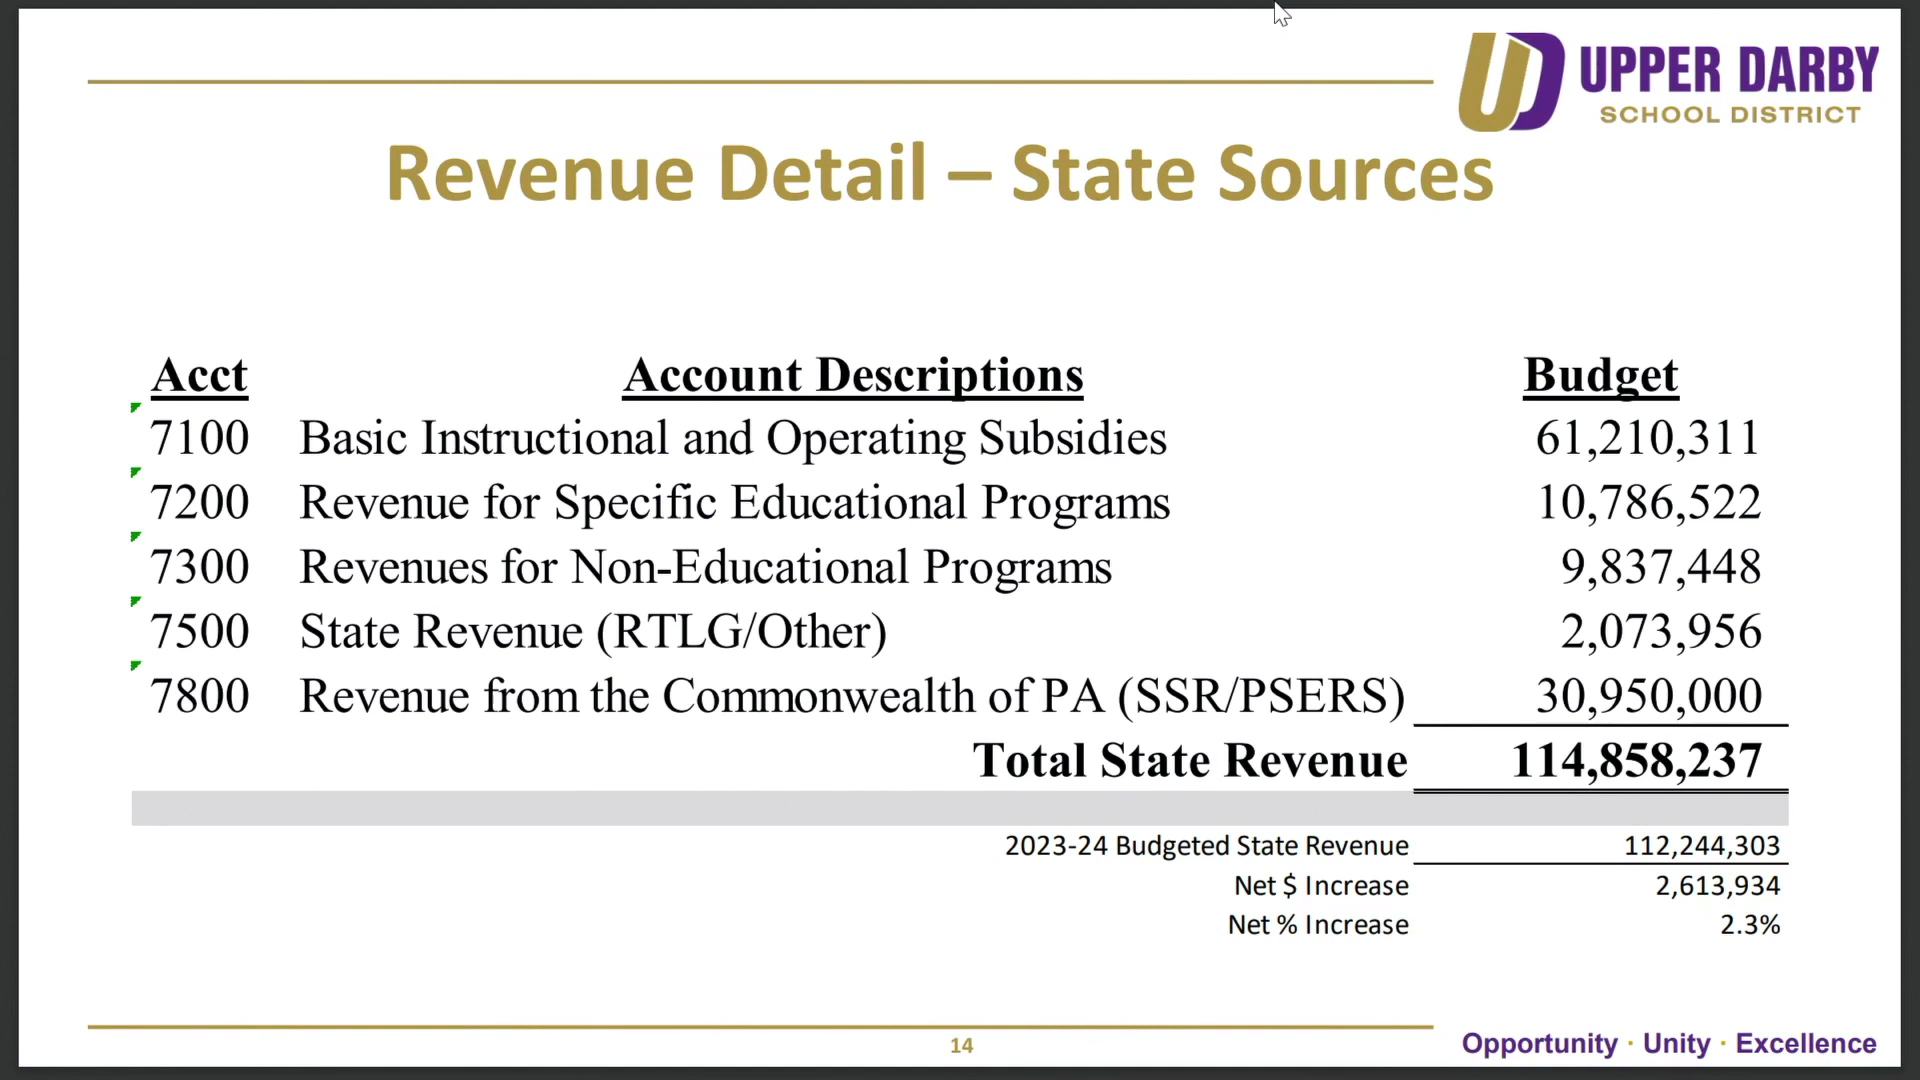 UPPER DARBY
SCHOOL DISTRICT
Revenue Detail – State Sources
Acct Account Descriptions Budget
7100 Basic Instructional and Operating Subsidies 61,210,311
7200 Revenue for Specific Educational Programs 10,786,522
7300 Revenues for Non-Educational Programs 9,837,448
7500 State Revenue (RTLG/Other) 2,073,956
7800 Revenue from the Commonwealth of PA (SSR/PSERS) 30,950,000
Total State Revenue 114,858,237
2023-24 Budgeted State Revenue 112,244,303
Net $ Increase 2,613,934
Net % Increase 2.3%
14
Opportunity · Unity · Excellence